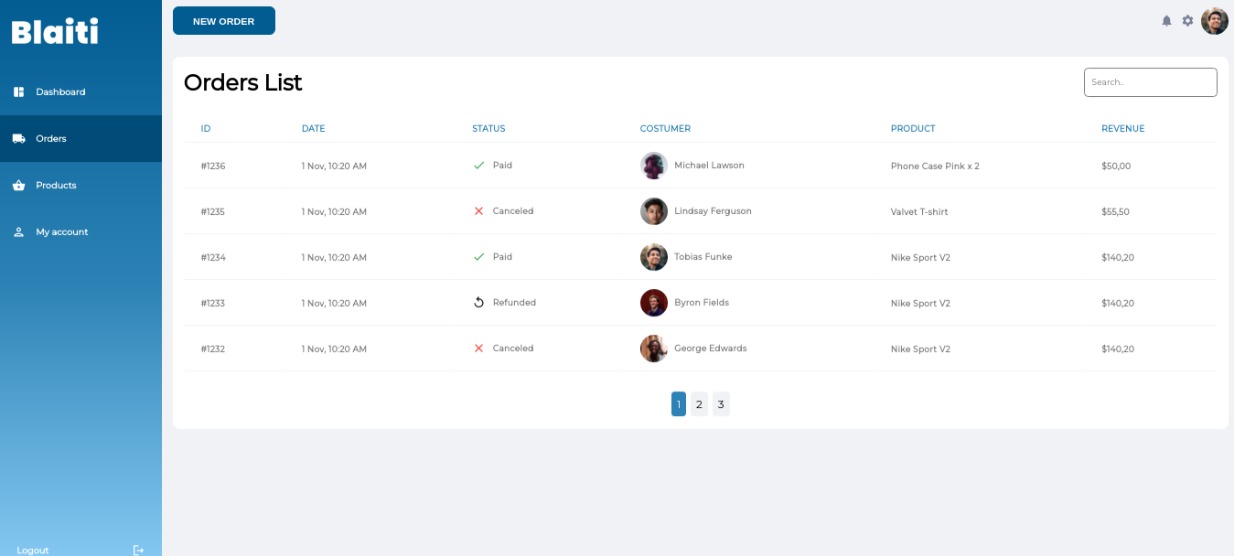 Blaiti
NEW ORDER
Dashboard
Orders
Products
My account
Logout
Orders List
Search..
ID DATE STATUS COSTUMER PRODUCT REVENUE
#1236 1 Nov, 10:20 AM Paid Michael Lawson Phone Case Pink x 2 $50,00
#1235 1 Nov, 10:20 AM Canceled Lindsay Ferguson Valvet T-shirt $55,50
#1234 1 Nov, 10:20 AM Paid Tobias Funke Nike Sport V2 $140,20
#1233 1 Nov, 10:20 AM Refunded Byron Fields Nike Sport V2 $140,20
#1232 1 Nov, 10:20 AM Canceled George Edwards Nike Sport V2 $140,20
1 2 3